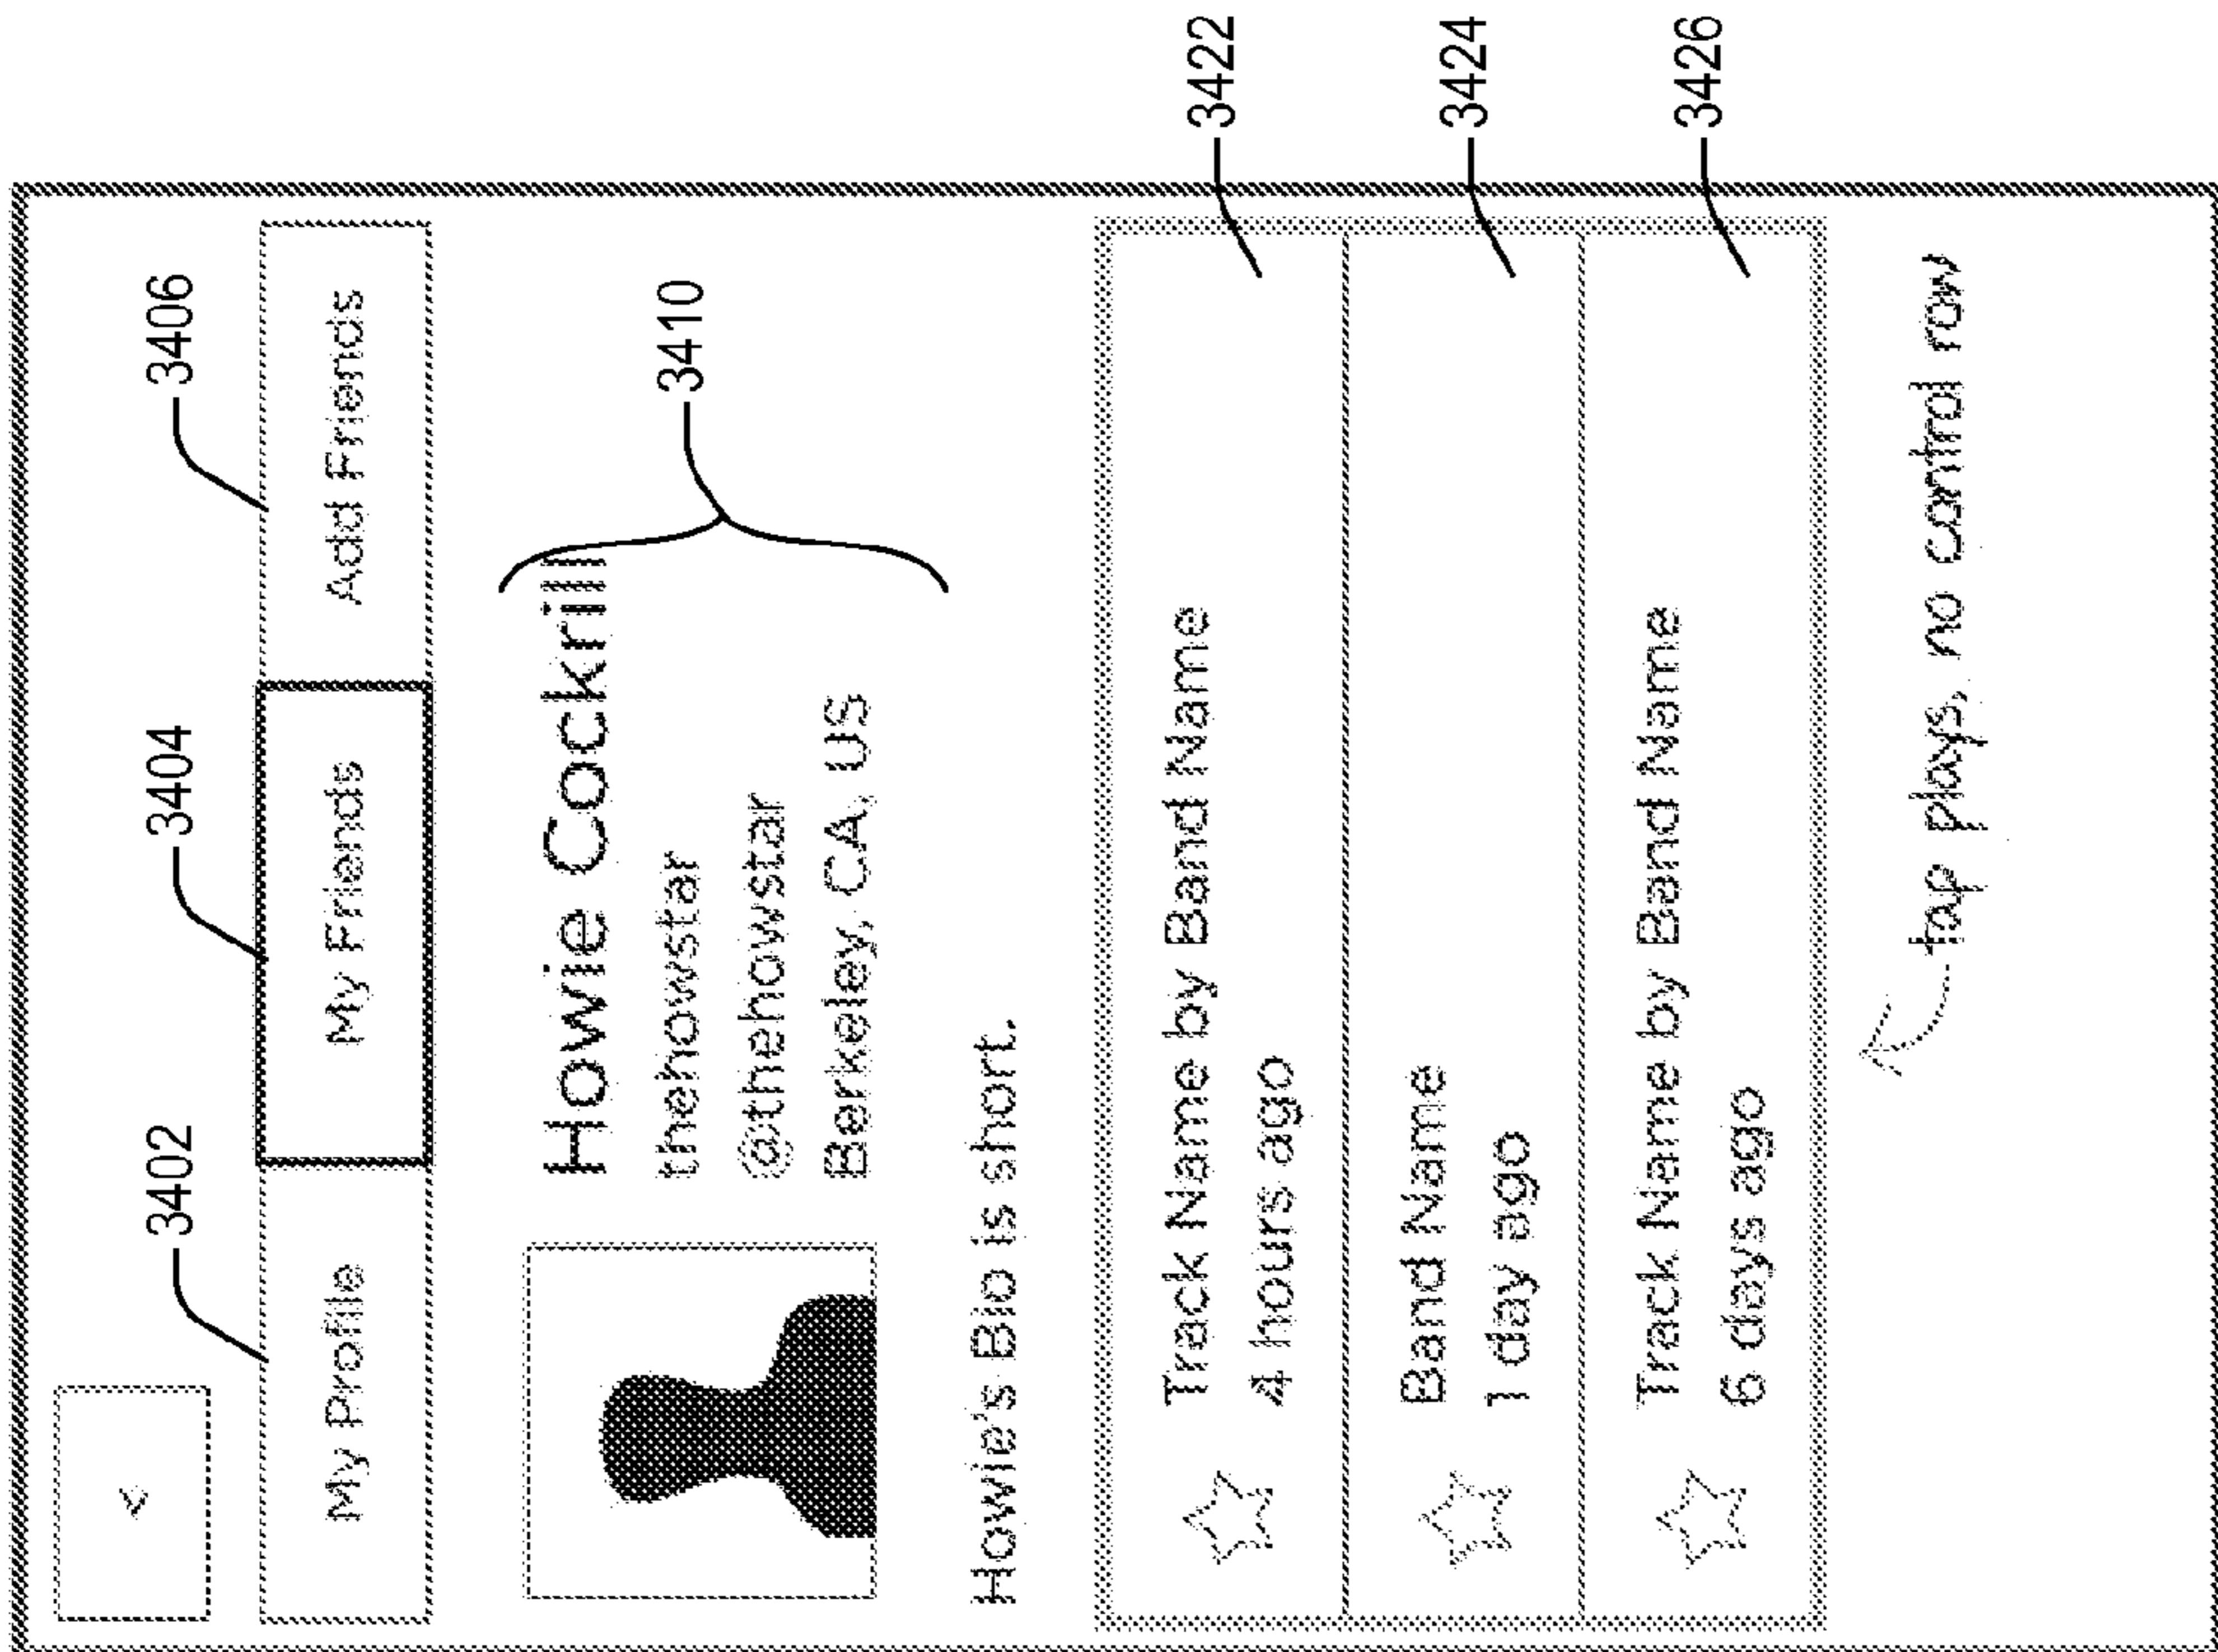 3402
3404
3406
<
My Profile
My Friends
Add Friends
Howie Cockrill
thehowstar
@thehowstar
Berkeley, CA, US
3410
Howie's Bio is short.
Track Name by Band Name
4 hours ago
3422
Band Name
1 day ago
3424
Track Name by Band Name
6 days ago
3426
tap plays, no control row